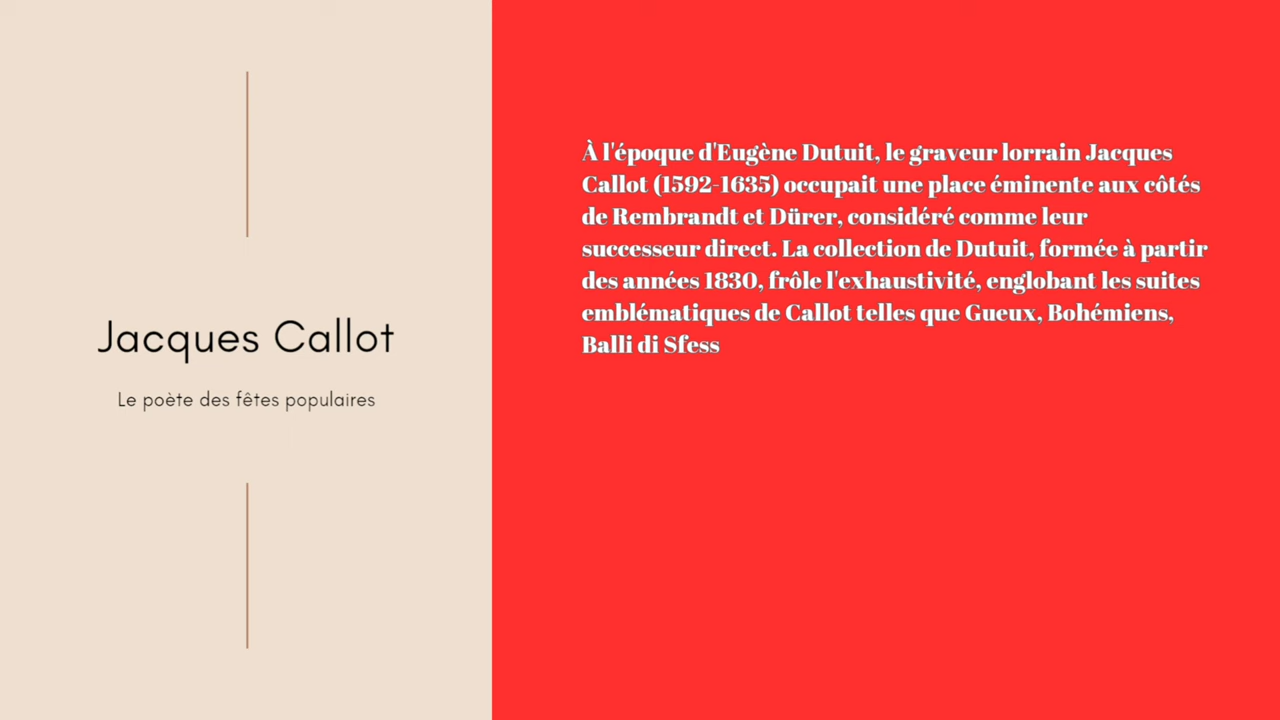 Jacques Callot
Le poète des fêtes populaires
À l'époque d'Eugène Dutuit, le graveur lorrain Jacques
Callot (1592-1635) occupait une place éminente aux côtés
de Rembrandt et Dürer, considéré comme leur
successeur direct. La collection de Dutuit, formée à partir
des années 1830, frôle l'exhaustivité, englobant les suites
emblématiques de Callot telles que Gueux, Bohémiens,
Balli di Sfess